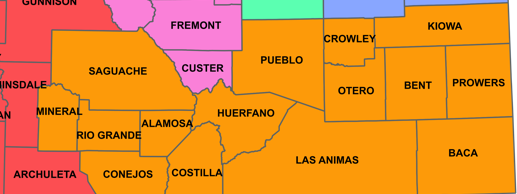 GUNNISON
FREMONT
KIOWA
CROWLEY
PUEBLO
CUSTER
SAGUACHE
INSDALE
OTERO
BENT
PROWERS
MINERAL
HUERFANO
AN
ALAMOSA
RIO GRANDE
BACA
LAS ANIMAS
ARCHULETA
CONEJOS
COSTILLA